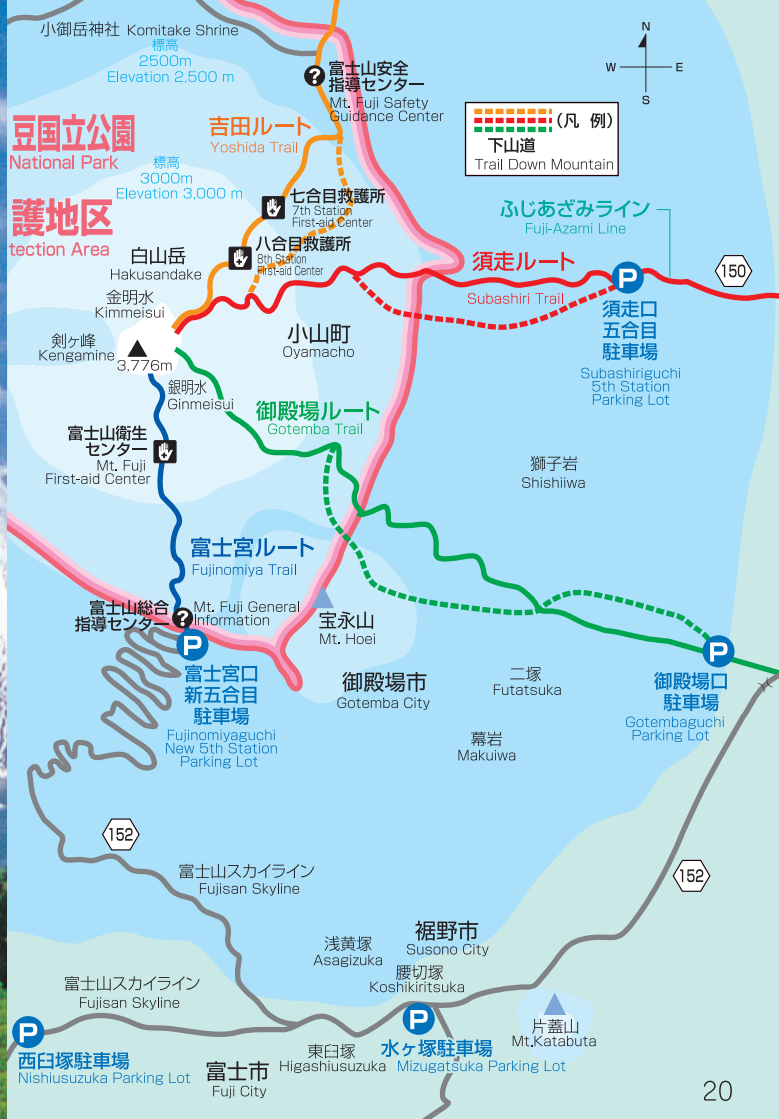 小御岳神社 Komitake Shrine
標高
2500m
Elevation 2,500 m
富士山安全
指導センター
Mt. Fuji Safety
Guidance Center
N
W E
S
(凡 例)
下山道
Trail Down Mountain
豆国立公園
National Park
吉田ルート
Yoshida Trail
標高
3000m
Elevation 3,000 m
護地区
tection Area
七合目救護所
7th Station
First-aid Center
八合目救護所
8th Station
First-aid Center
ふじあざみライン
Fuji-Azami Line
白山岳
Hakusandake
須走ルート
Subashiri Trail
P
150
金明水
Kimmeisui
須走口
五合目
駐車場
Subashiriguchi
5th Station
Parking Lot
剣ヶ峰
Kengamine
3,776m
小山町
Oyamacho
銀明水
Ginmeisui
御殿場ルート
Gotemba Trail
富士山衛生
センター
Mt. Fuji
First-aid Center
獅子岩
Shishiiwa
富士宮ルート
Fujinomiya Trail
富士山総合
指導センター
Mt. Fuji General
Information
宝永山
Mt. Hoei
P
富士宮口
新五合目
駐車場
Fujinomiyaguchi
New 5th Station
Parking Lot
御殿場市
Gotemba City
二塚
Futatsuka
P
御殿場口
駐車場
Gotembaguchi
Parking Lot
幕岩
Makuiwa
152
152
富士山スカイライン
Fujisan Skyline
浅黄塚
Asagizuka
裾野市
Susono City
腰切塚
Koshikiritsuka
富士山スカイライン
Fujisan Skyline
P
西臼塚駐車場
Nishiusuzuka Parking Lot
富士市
Fuji City
東臼塚
Higashiusuzuka
P
水ヶ塚駐車場
Mizugatsuka Parking Lot
片蓋山
Mt.Katabuta
20